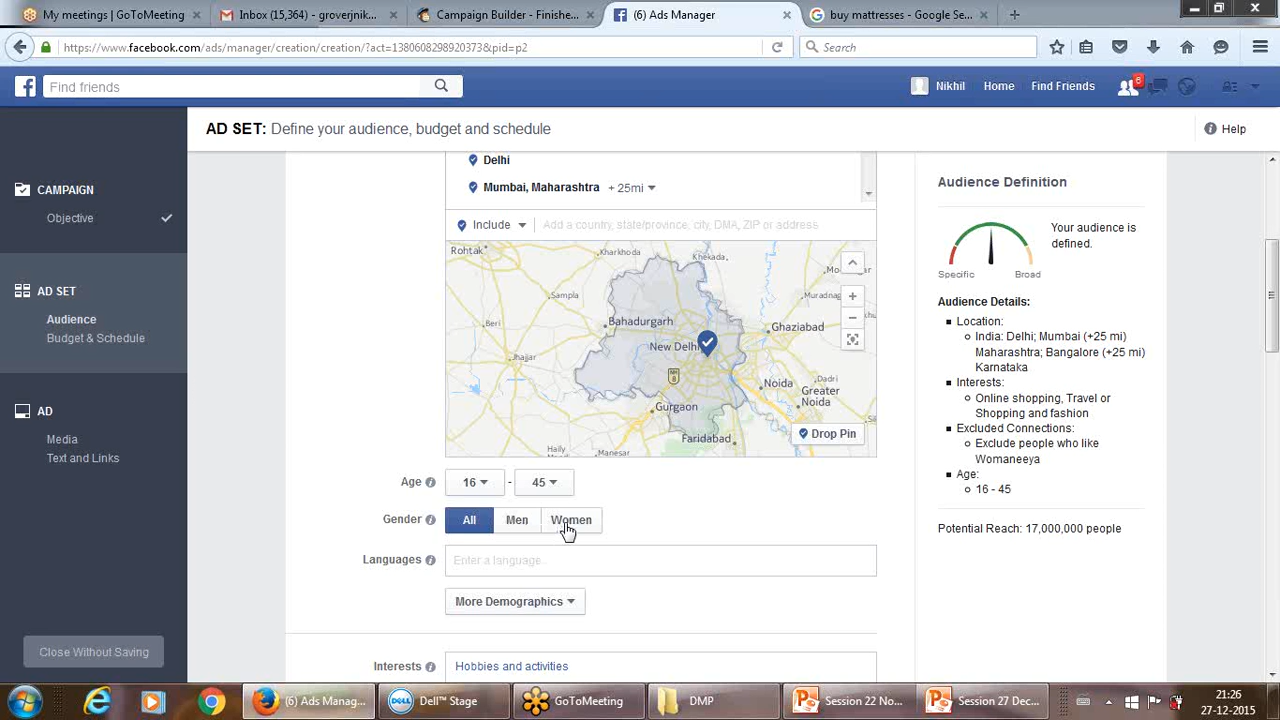 My meetings | GoToMeeting
Inbox (15,364) - groverjnik...
Campaign Builder - Finishe...
(6) Ads Manager
buy mattresses - Google Se...
https://www.facebook.com/ads/manager/creation/creation/?act=1380608298920373&pid=p2
Search
Find friends
Nikhil
Home
Find Friends
6
AD SET: Define your audience, budget and schedule
Help
CAMPAIGN
Objective
AD SET
Audience
Budget & Schedule
AD
Media
Text and Links
Close Without Saving
Delhi
Mumbai, Maharashtra + 25mi
Include
Add a country, state/province, city, DMA, ZIP or address
Rohtak
Kharkhoda
Khekada
Sampla
Muradnag
Bahadurgarh
Ghaziabad
Beri
New Delhi
Jhajjar
8
Noida
Dadri
Greater
Noida
Gurgaon
Faridabad
Manesar
Drop Pin
Age
16 - 45
Gender
All Men Women
Languages
Enter a language...
More Demographics
Interests
Hobbies and activities
Audience Definition
Your audience is
defined.
Specific
Broad
Audience Details:
Location:
India: Delhi; Mumbai (+25 mi)
Maharashtra; Bangalore (+25 mi)
Karnataka
Interests:
Online shopping, Travel or
Shopping and fashion
Excluded Connections:
Exclude people who like
Womaneeya
Age:
16 - 45
Potential Reach: 17,000,000 people
(6) Ads Manag...
Dell™ Stage
GoToMeeting
DMP
Session 22 No...
Session 27 Dec...
21:26
27-12-2015